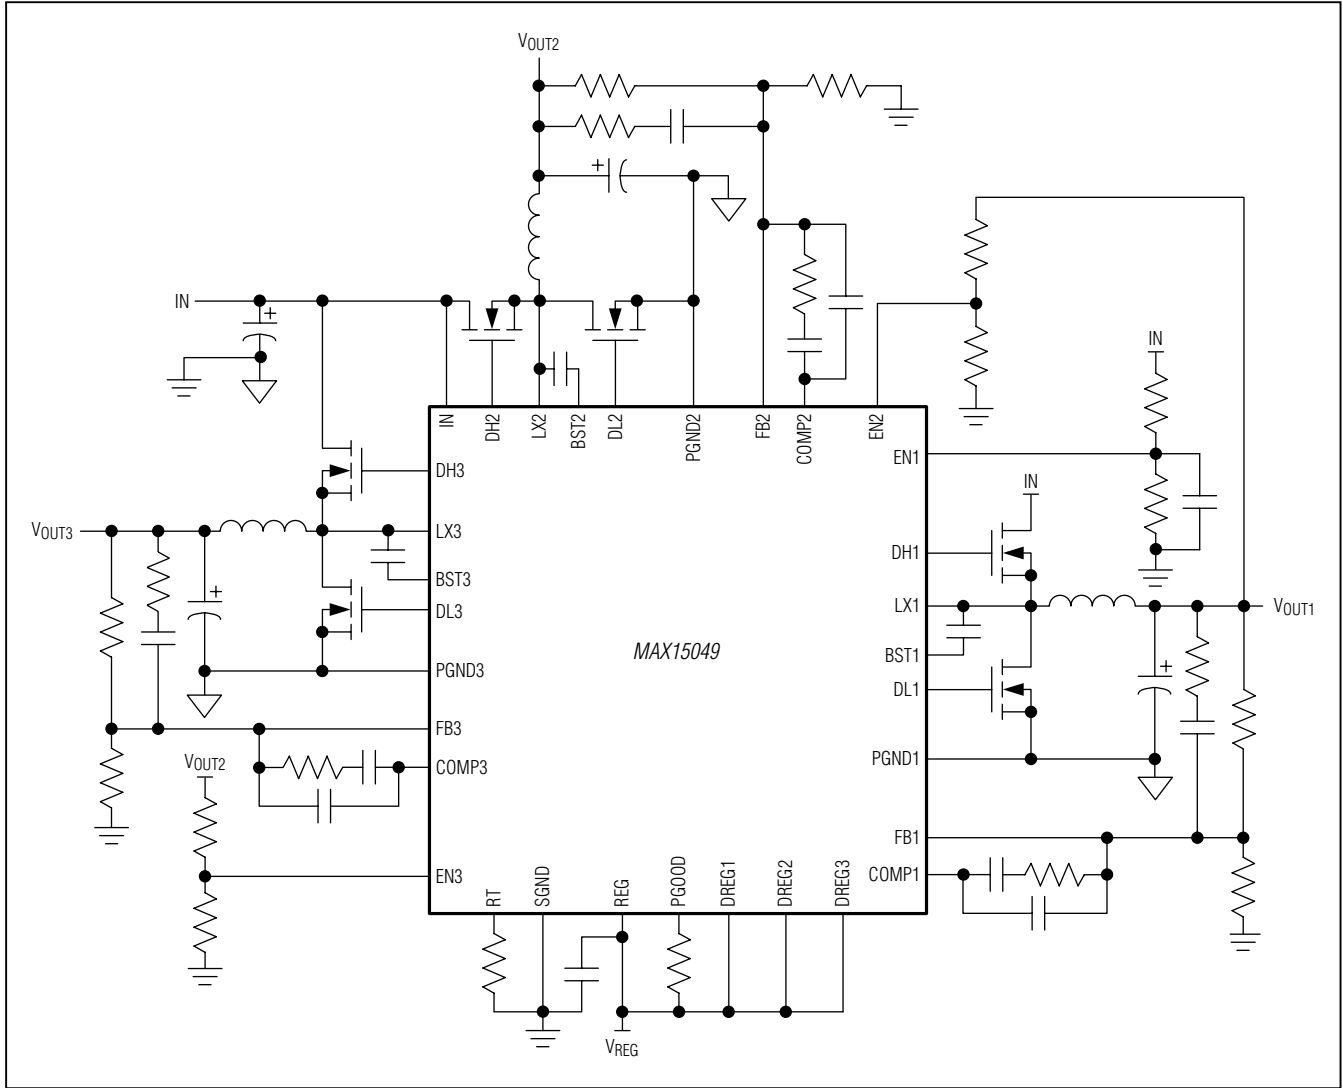 VOUT2
+
IN
+
IN
IN
DH2
LX2
BST2
DL2
PGND2
FB2
COMP2
EN2
EN1
IN
DH3
DH1
VOUT3
LX3
BST3
DL3
+
LX1
VOUT1
BST1
DL1
+
MAX15049
PGND3
PGND1
FB3
VOUT2
COMP3
FB1
COMP1
EN3
RT
SGND
REG
PGOOD
DREG1
DREG2
DREG3
VREG